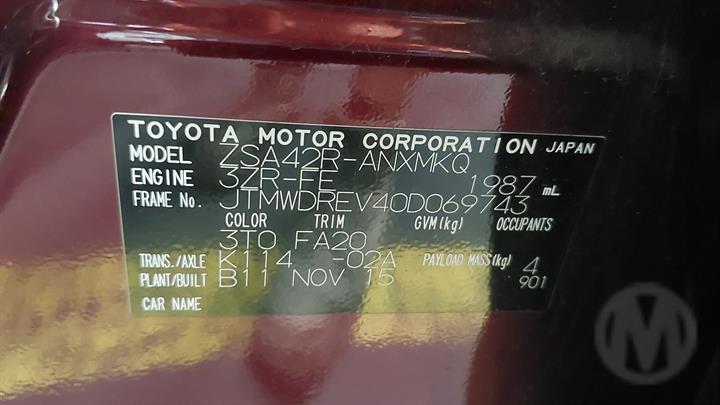 TOYOTA MOTOR CORPORATION JAPAN
MODEL ZSA42R-ANXMKQ
ENGINE 3ZR-FE 1987 mL
FRAME No. JTMWDREV40D069743
COLOR TRIM GVM(kg) OCCUPANTS
3T0 FA20
TRANS./AXLE K114 -02A PAYLOAD MASS(kg) 4
PLANT/BUILT B11 NOV 15 901
CAR NAME
M